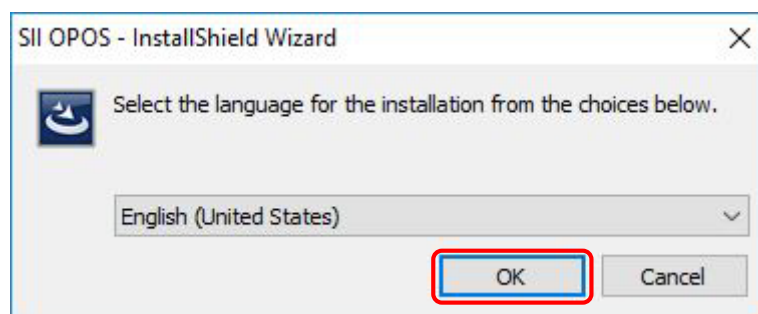 SII OPOS - InstallShield Wizard
Select the language for the installation from the choices below.
English (United States)
OK
Cancel